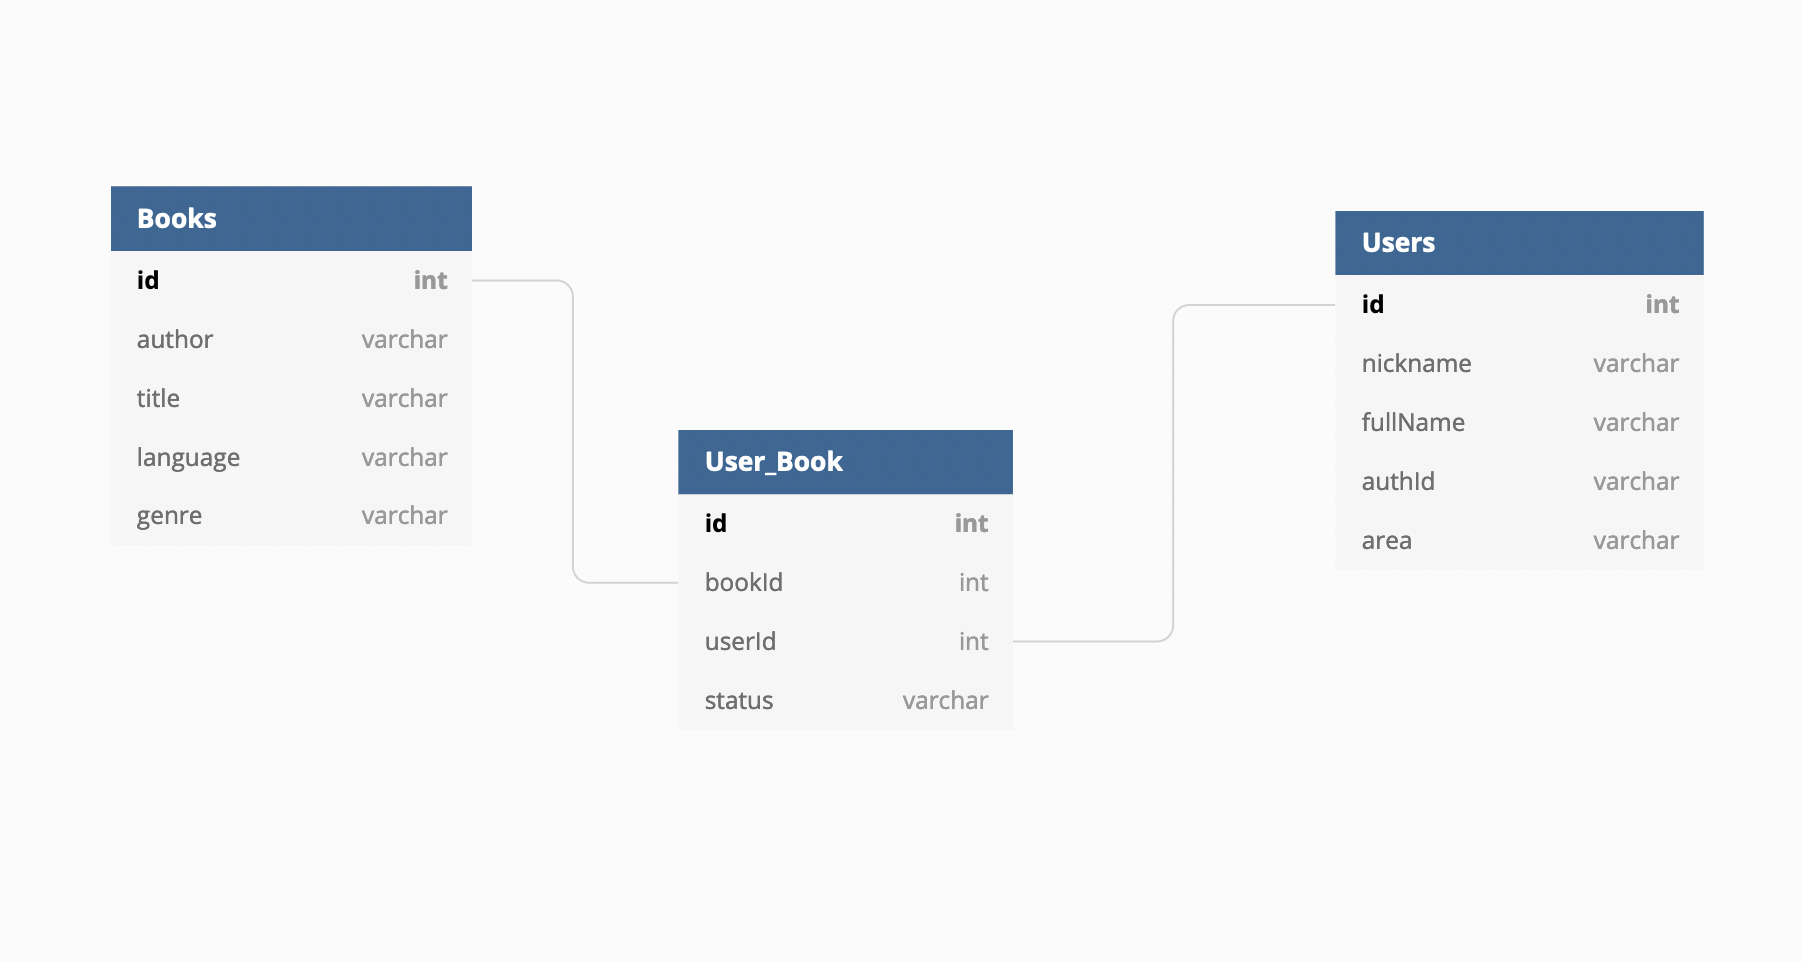 Books
id int
author varchar
title varchar
language varchar
genre varchar
User_Book
id int
bookId int
userId int
status varchar
Users
id int
nickname varchar
fullName varchar
authId varchar
area varchar